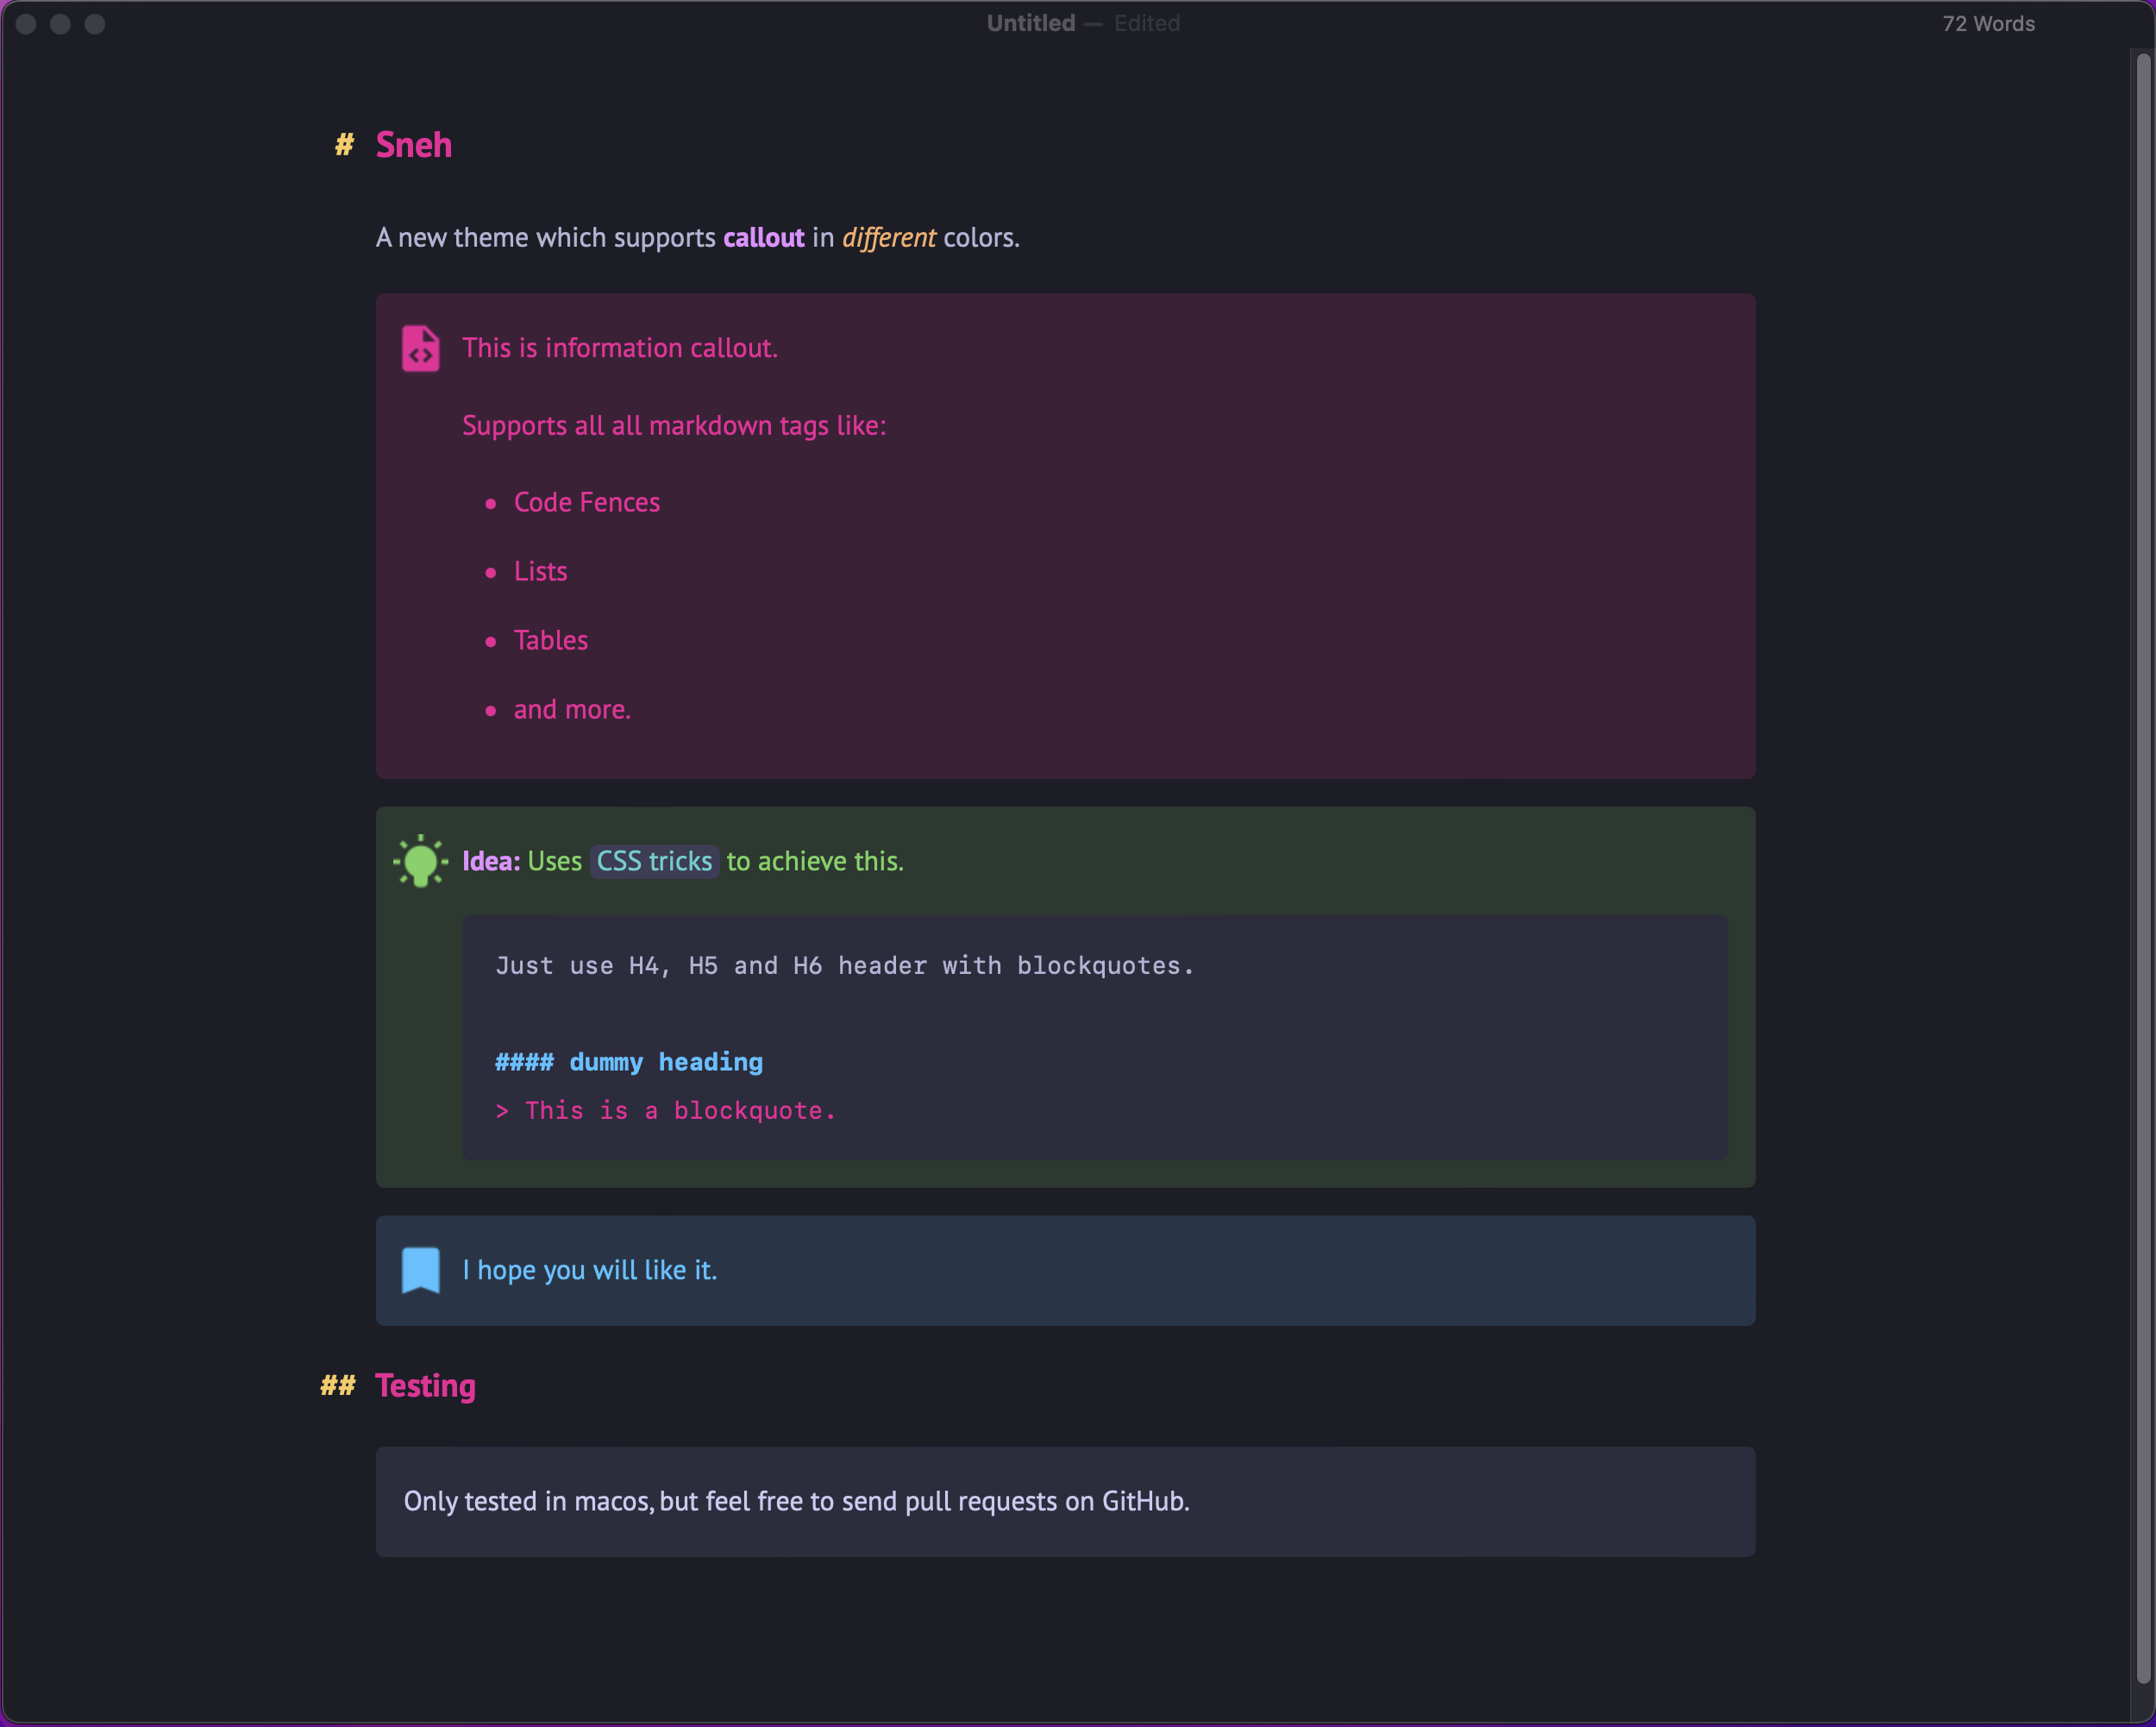 Untitled — Edited
72 Words
# Sneh
A new theme which supports callout in different colors.
This is information callout.
Supports all all markdown tags like:
• Code Fences
• Lists
• Tables
• and more.
Idea: Uses CSS tricks to achieve this.
Just use H4, H5 and H6 header with blockquotes.
#### dummy heading
> This is a blockquote.
I hope you will like it.
## Testing
Only tested in macos, but feel free to send pull requests on GitHub.